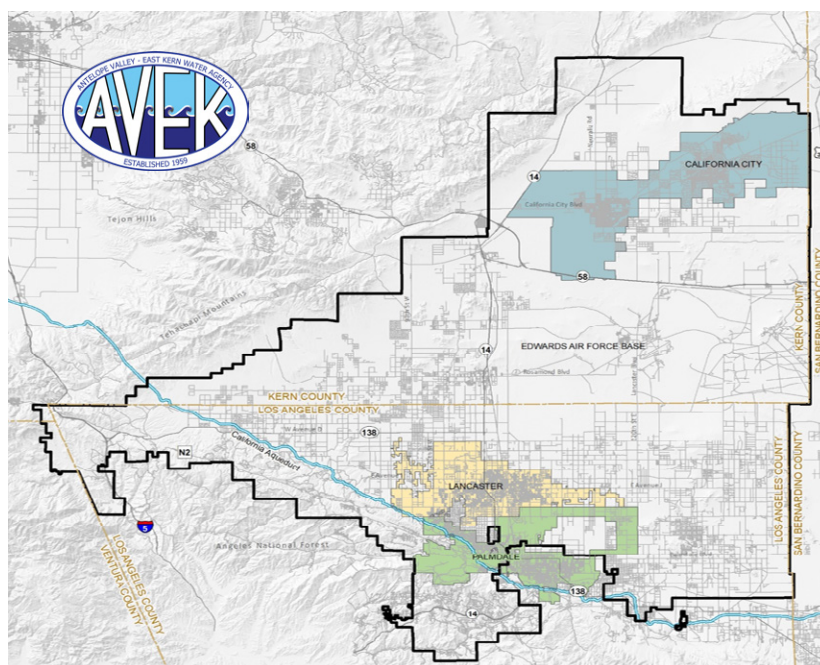 ANTELOPE VALLEY - EAST KERN WATER AGENCY
AVEK
ESTABLISHED 1959
58
Tejon Hills
Tehachapi Mountains
14
CALIFORNIA CITY
California City Blvd
58
EDWARDS AIR FORCE BASE
14
Rosamond Blvd
KERN COUNTY
SAN BERNARDINO COUNTY
KERN COUNTY
LOS ANGELES COUNTY
138
W Avenue D
California Aqueduct
N2
LANCASTER
E Avenue J
LOS ANGELES COUNTY
SAN BERNARDINO COUNTY
5
Angeles National Forest
PALMDALE
LOS ANGELES COUNTY
VENTURA COUNTY
138
14